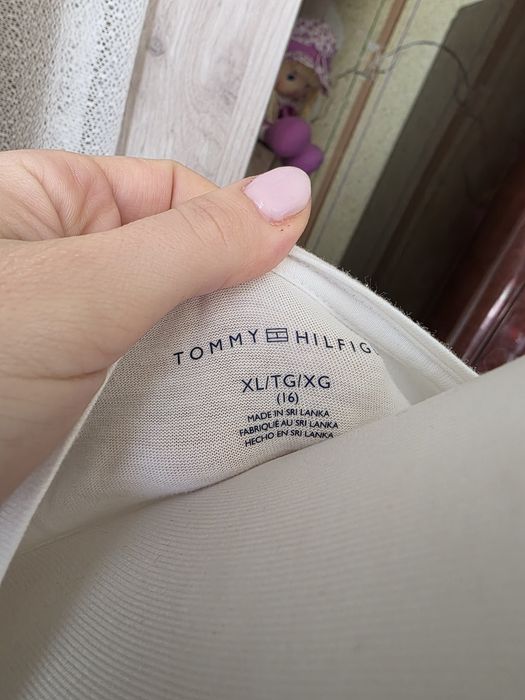 TOMMY HILFIG
XL/TG/XG
(16)
MADE IN SRI LANKA
FABRIQUÉ AU SRI LANKA
HECHO EN SRI LANKA